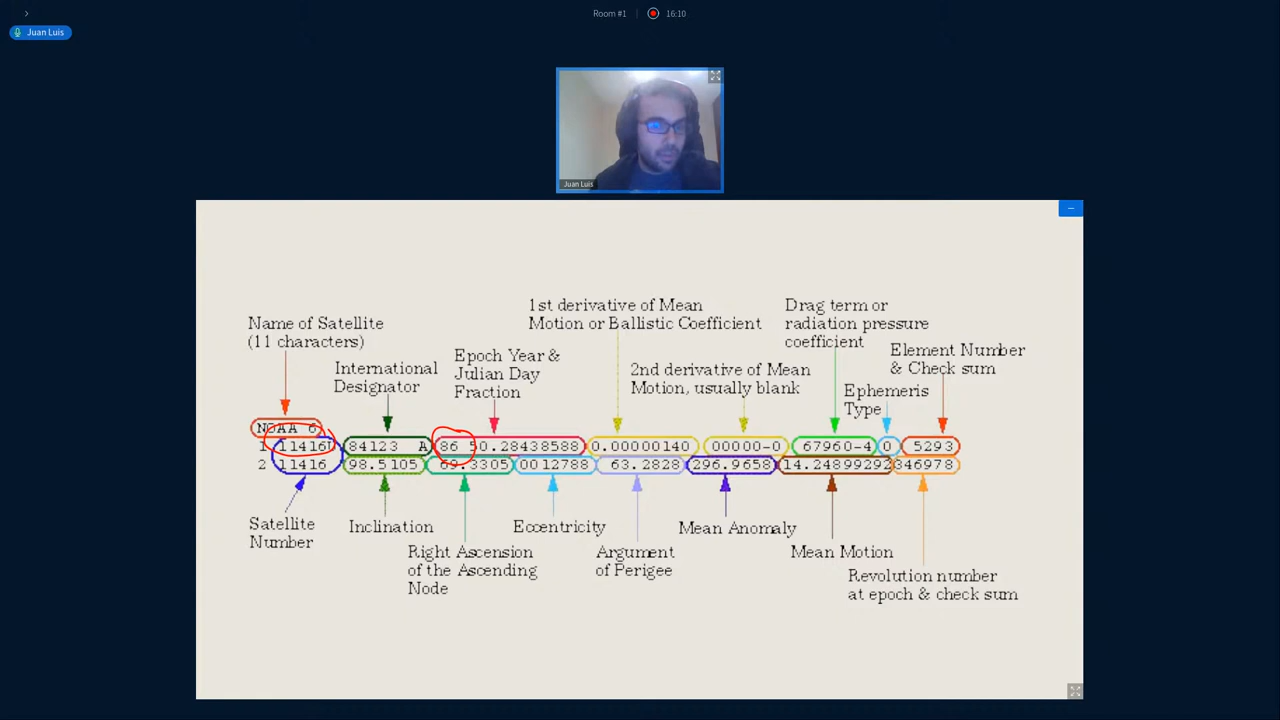 Room #1 16:10
Juan Luis
Juan Luis
1st derivative of Mean
Motion or Ballistic Coefficient
Drag term or
radiation pressure
coefficient
Name of Satellite
(11 characters)
Element Number
& Check sum
Epoch Year &
Julian Day
Fraction
International
Designator
2nd derivative of Mean
Motion, usually blank
Ephemeris
Type
NOAA 6
1 11416U 84123 A 86 50.28438588 0.00000140 00000-0 67960-4 0 5293
2 11416 98.5105 69.3305 0012788 63.2828 296.9658 14.24899292 346978
Satellite
Number
Inclination
Right Ascension
of the Ascending
Node
Eccentricity
Argument
of Perigee
Mean Anomaly
Mean Motion
Revolution number
at epoch & check sum